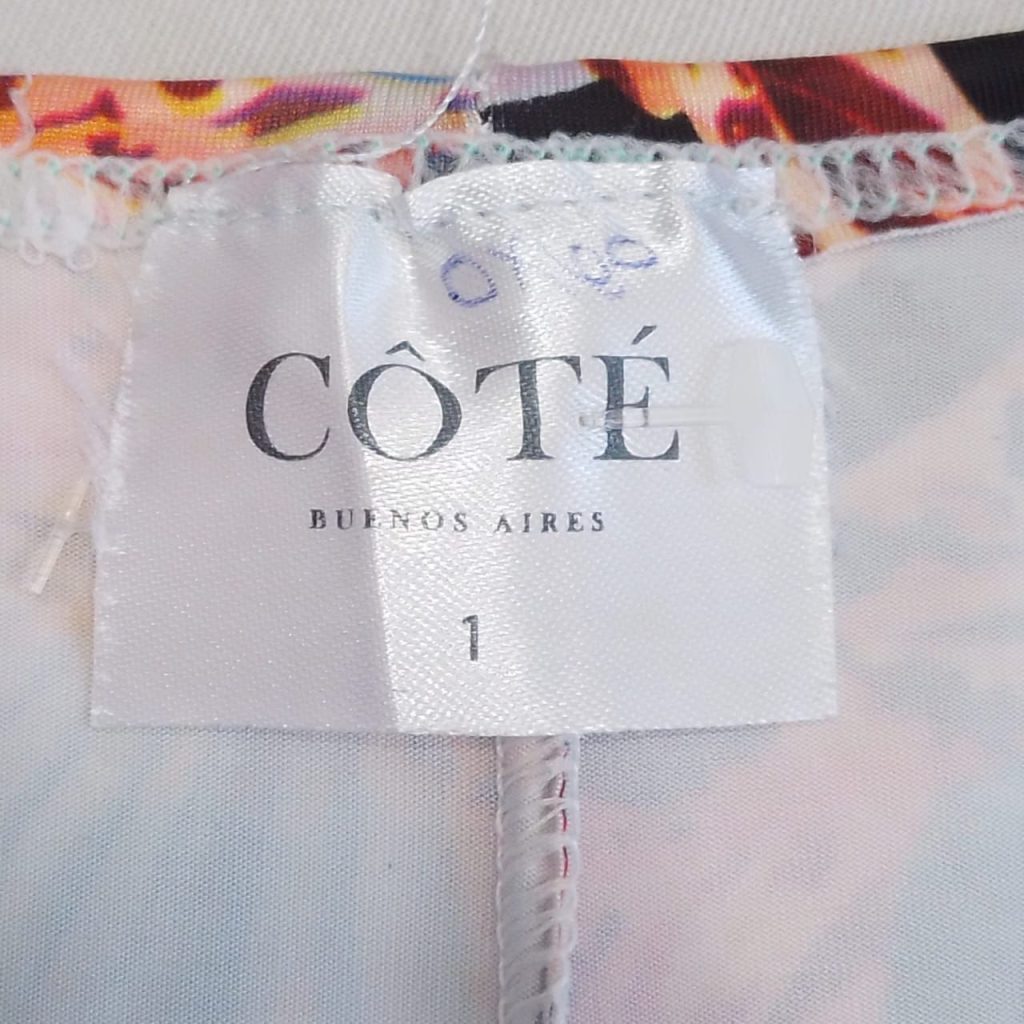 CÔTÉ
BUENOS AIRES
1